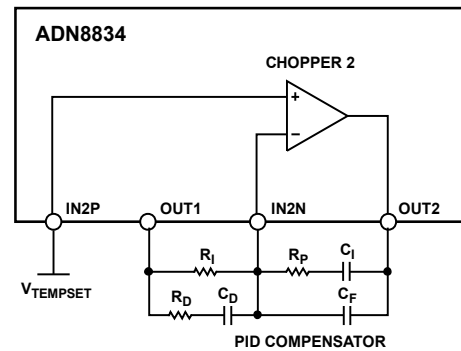 ADN8834
CHOPPER 2
+
−
IN2P
OUT1
IN2N
OUT2
RI
RP
CI
VTEMPSET
RD
CD
CF
PID COMPENSATOR